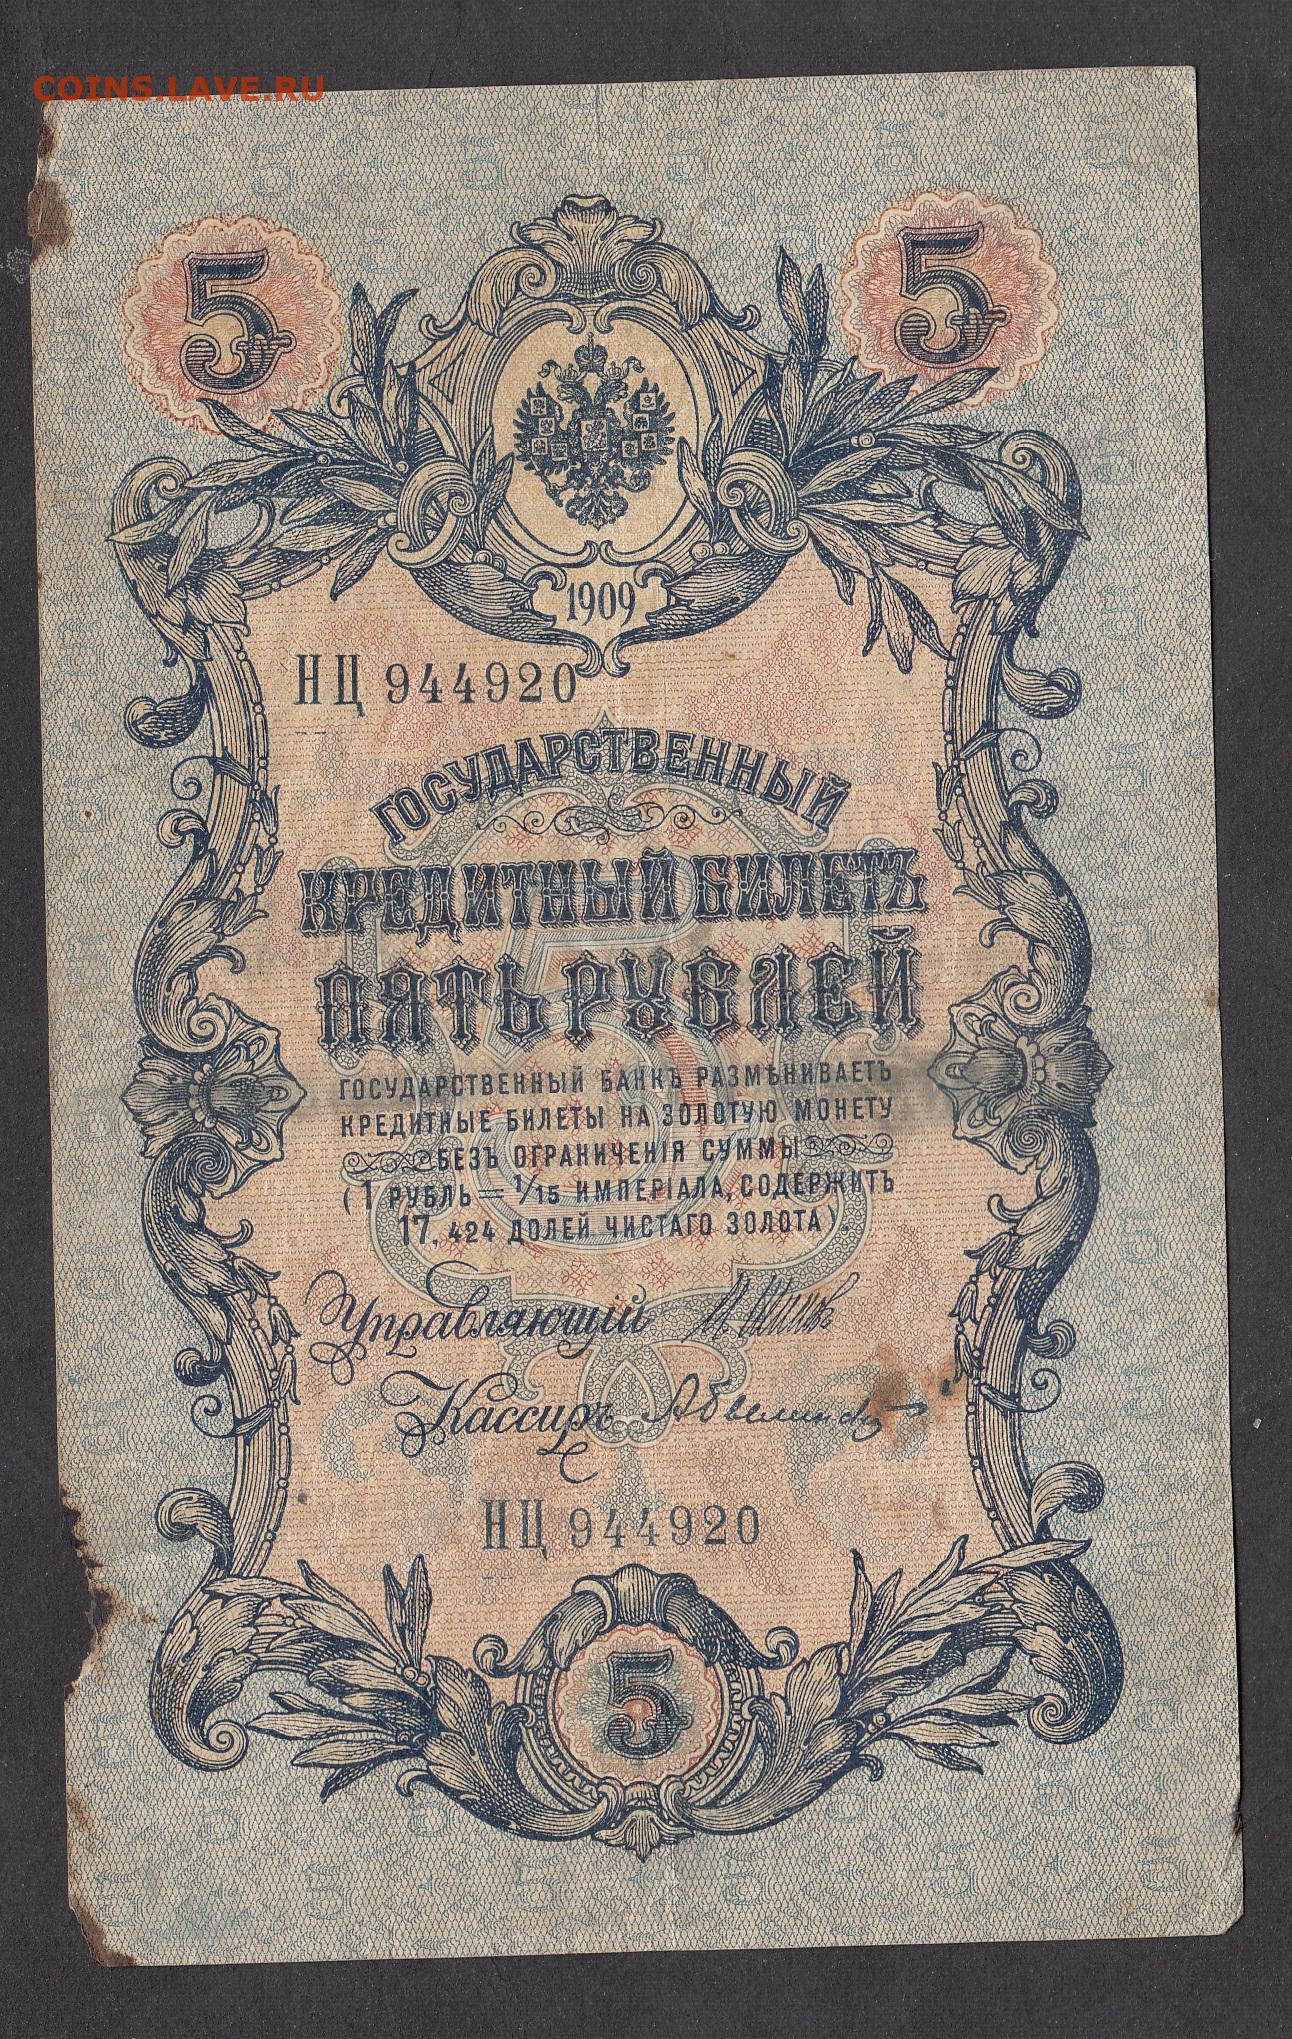 COINS.LAVE.RU
5 5
1909
НЦ 944920
ГОСУДАРСТВЕННЫЙ
КРЕДИТНЫЙ БИЛЕТЪ
ПЯТЬ РУБЛЕЙ
ГОСУДАРСТВЕННЫЙ БАНКЪ РАЗМѢНИВАЕТЪ
КРЕДИТНЫЕ БИЛЕТЫ НА ЗОЛОТУЮ МОНЕТУ
БЕЗЪ ОГРАНИЧЕНІЯ СУММЫ
(1 РУБЛЬ = 1/15 ИМПЕРІАЛА, СОДЕРЖИТЪ
17, 424 ДОЛЕЙ ЧИСТАГО ЗОЛОТА).
Управляющій
Кассиръ
НЦ 944920
5